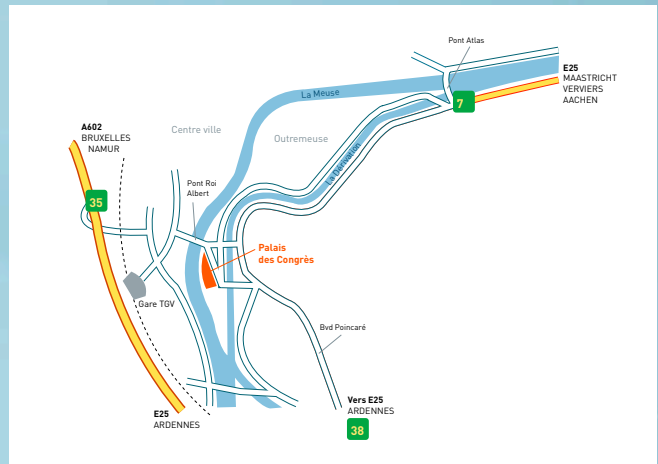 Pont Atlas
E25
MAASTRICHT
VERVIERS
AACHEN
La Meuse
7
A602
BRUXELLES
NAMUR
Centre ville
Outremeuse
La Dérivation
Pont Roi
Albert
35
Palais
des Congrès
Gare TGV
Bvd Poincaré
E25
ARDENNES
Vers E25
ARDENNES
38